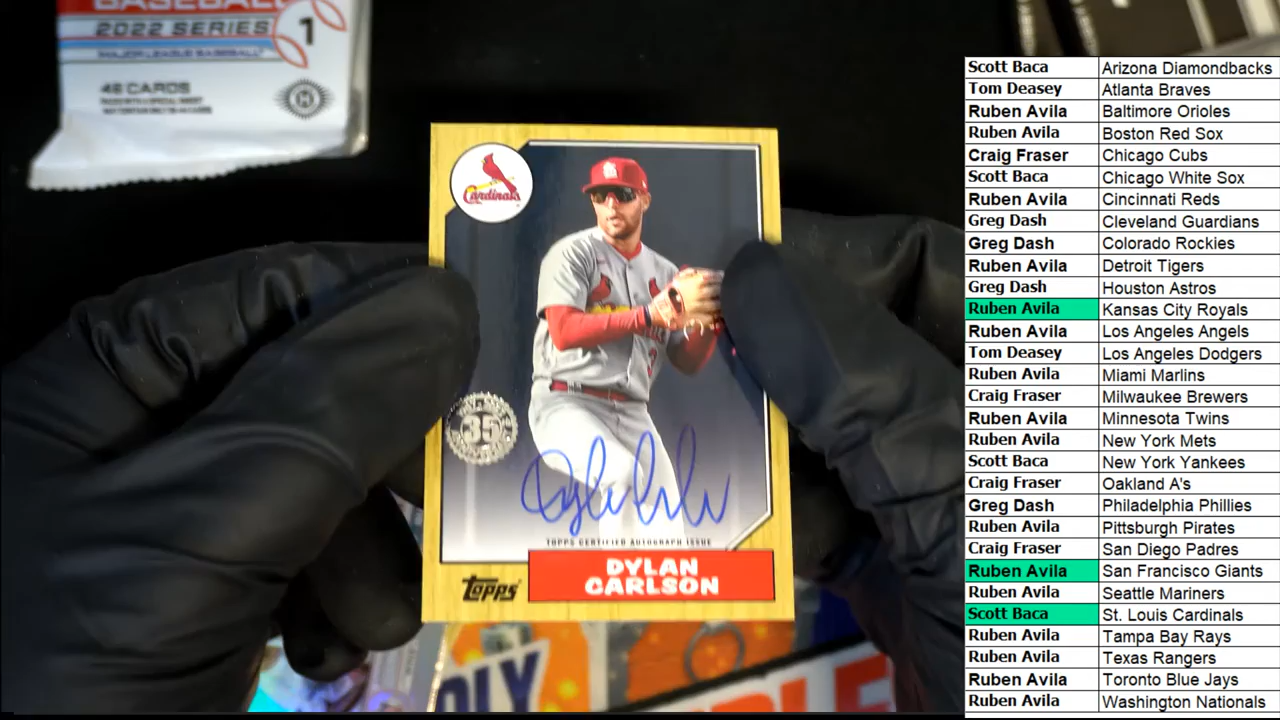 BASEBALL
2022 SERIES 1
MAJOR LEAGUE BASEBALL
46 CARDS
H
Cardinals
35
TOPPS CERTIFIED AUTOGRAPH ISSUE
DYLAN
CARLSON
Topps
Scott Baca Arizona Diamondbacks
Tom Deasey Atlanta Braves
Ruben Avila Baltimore Orioles
Ruben Avila Boston Red Sox
Craig Fraser Chicago Cubs
Scott Baca Chicago White Sox
Ruben Avila Cincinnati Reds
Greg Dash Cleveland Guardians
Greg Dash Colorado Rockies
Ruben Avila Detroit Tigers
Greg Dash Houston Astros
Ruben Avila Kansas City Royals
Ruben Avila Los Angeles Angels
Tom Deasey Los Angeles Dodgers
Ruben Avila Miami Marlins
Craig Fraser Milwaukee Brewers
Ruben Avila Minnesota Twins
Ruben Avila New York Mets
Scott Baca New York Yankees
Craig Fraser Oakland A's
Greg Dash Philadelphia Phillies
Ruben Avila Pittsburgh Pirates
Craig Fraser San Diego Padres
Ruben Avila San Francisco Giants
Ruben Avila Seattle Mariners
Scott Baca St. Louis Cardinals
Ruben Avila Tampa Bay Rays
Ruben Avila Texas Rangers
Ruben Avila Toronto Blue Jays
Ruben Avila Washington Nationals